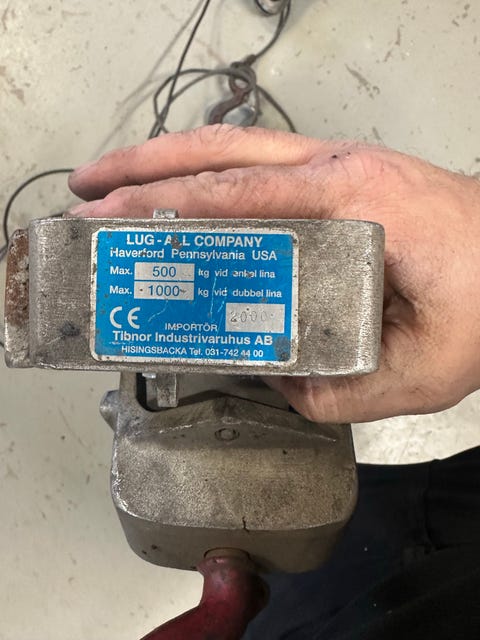 LUG-ALL COMPANY
Haverford Pennsylvania USA
Max. 500 kg vid enkel lina
Max. 1000 kg vid dubbel lina
CE 2000
IMPORTÖR
Tibnor Industrivaruhus AB
HISINGSBACKA Tel. 031-742 44 00